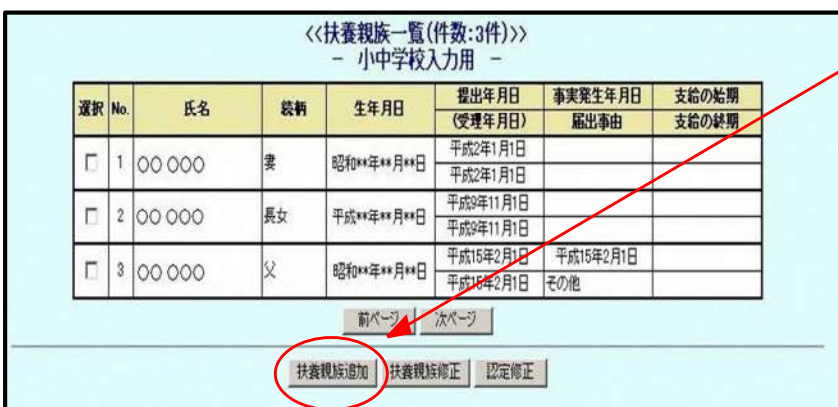 <<扶養親族一覧(件数:3件)>>
－ 小中学校入力用 －
選択 No. 氏名 続柄 生年月日 提出年月日 事実発生年月日 支給の始期
(受理年月日) 届出事由 支給の終期
1 ○○ ○○○ 妻 昭和**年**月**日 平成2年1月1日
平成2年1月1日
2 ○○ ○○○ 長女 平成**年**月**日 平成9年11月1日
平成9年11月1日
3 ○○ ○○○ 父 昭和**年**月**日 平成15年2月1日 平成15年2月1日
平成15年2月1日 その他
前ページ 次ページ
扶養親族追加 扶養親族修正 認定修正